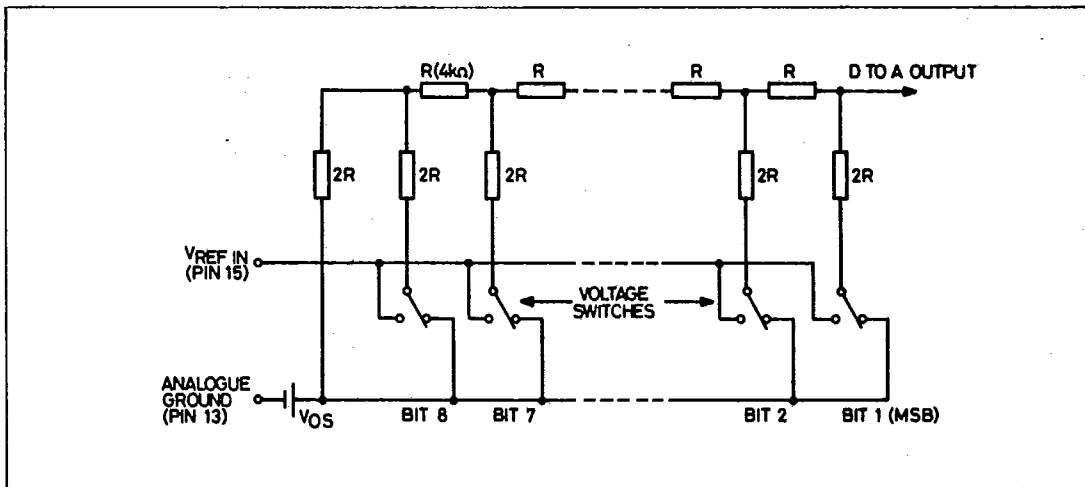 R(4kΩ) R R R D TO A OUTPUT
2R 2R 2R 2R 2R
VREF IN
(PIN 15)
VOLTAGE
SWITCHES
ANALOGUE
GROUND
(PIN 13)
VOS BIT 8 BIT 7 BIT 2 BIT 1 (MSB)